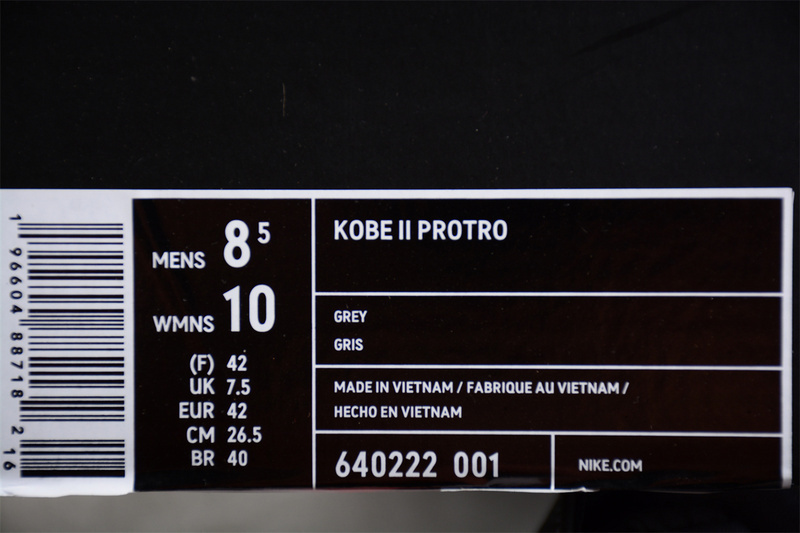 1 96604 88718 2 16
MENS 8 5
WMNS 10
(F) 42
UK 7.5
EUR 42
CM 26.5
BR 40
KOBE II PROTRO
GREY
GRIS
MADE IN VIETNAM / FABRIQUE AU VIETNAM /
HECHO EN VIETNAM
640222 001
NIKE.COM